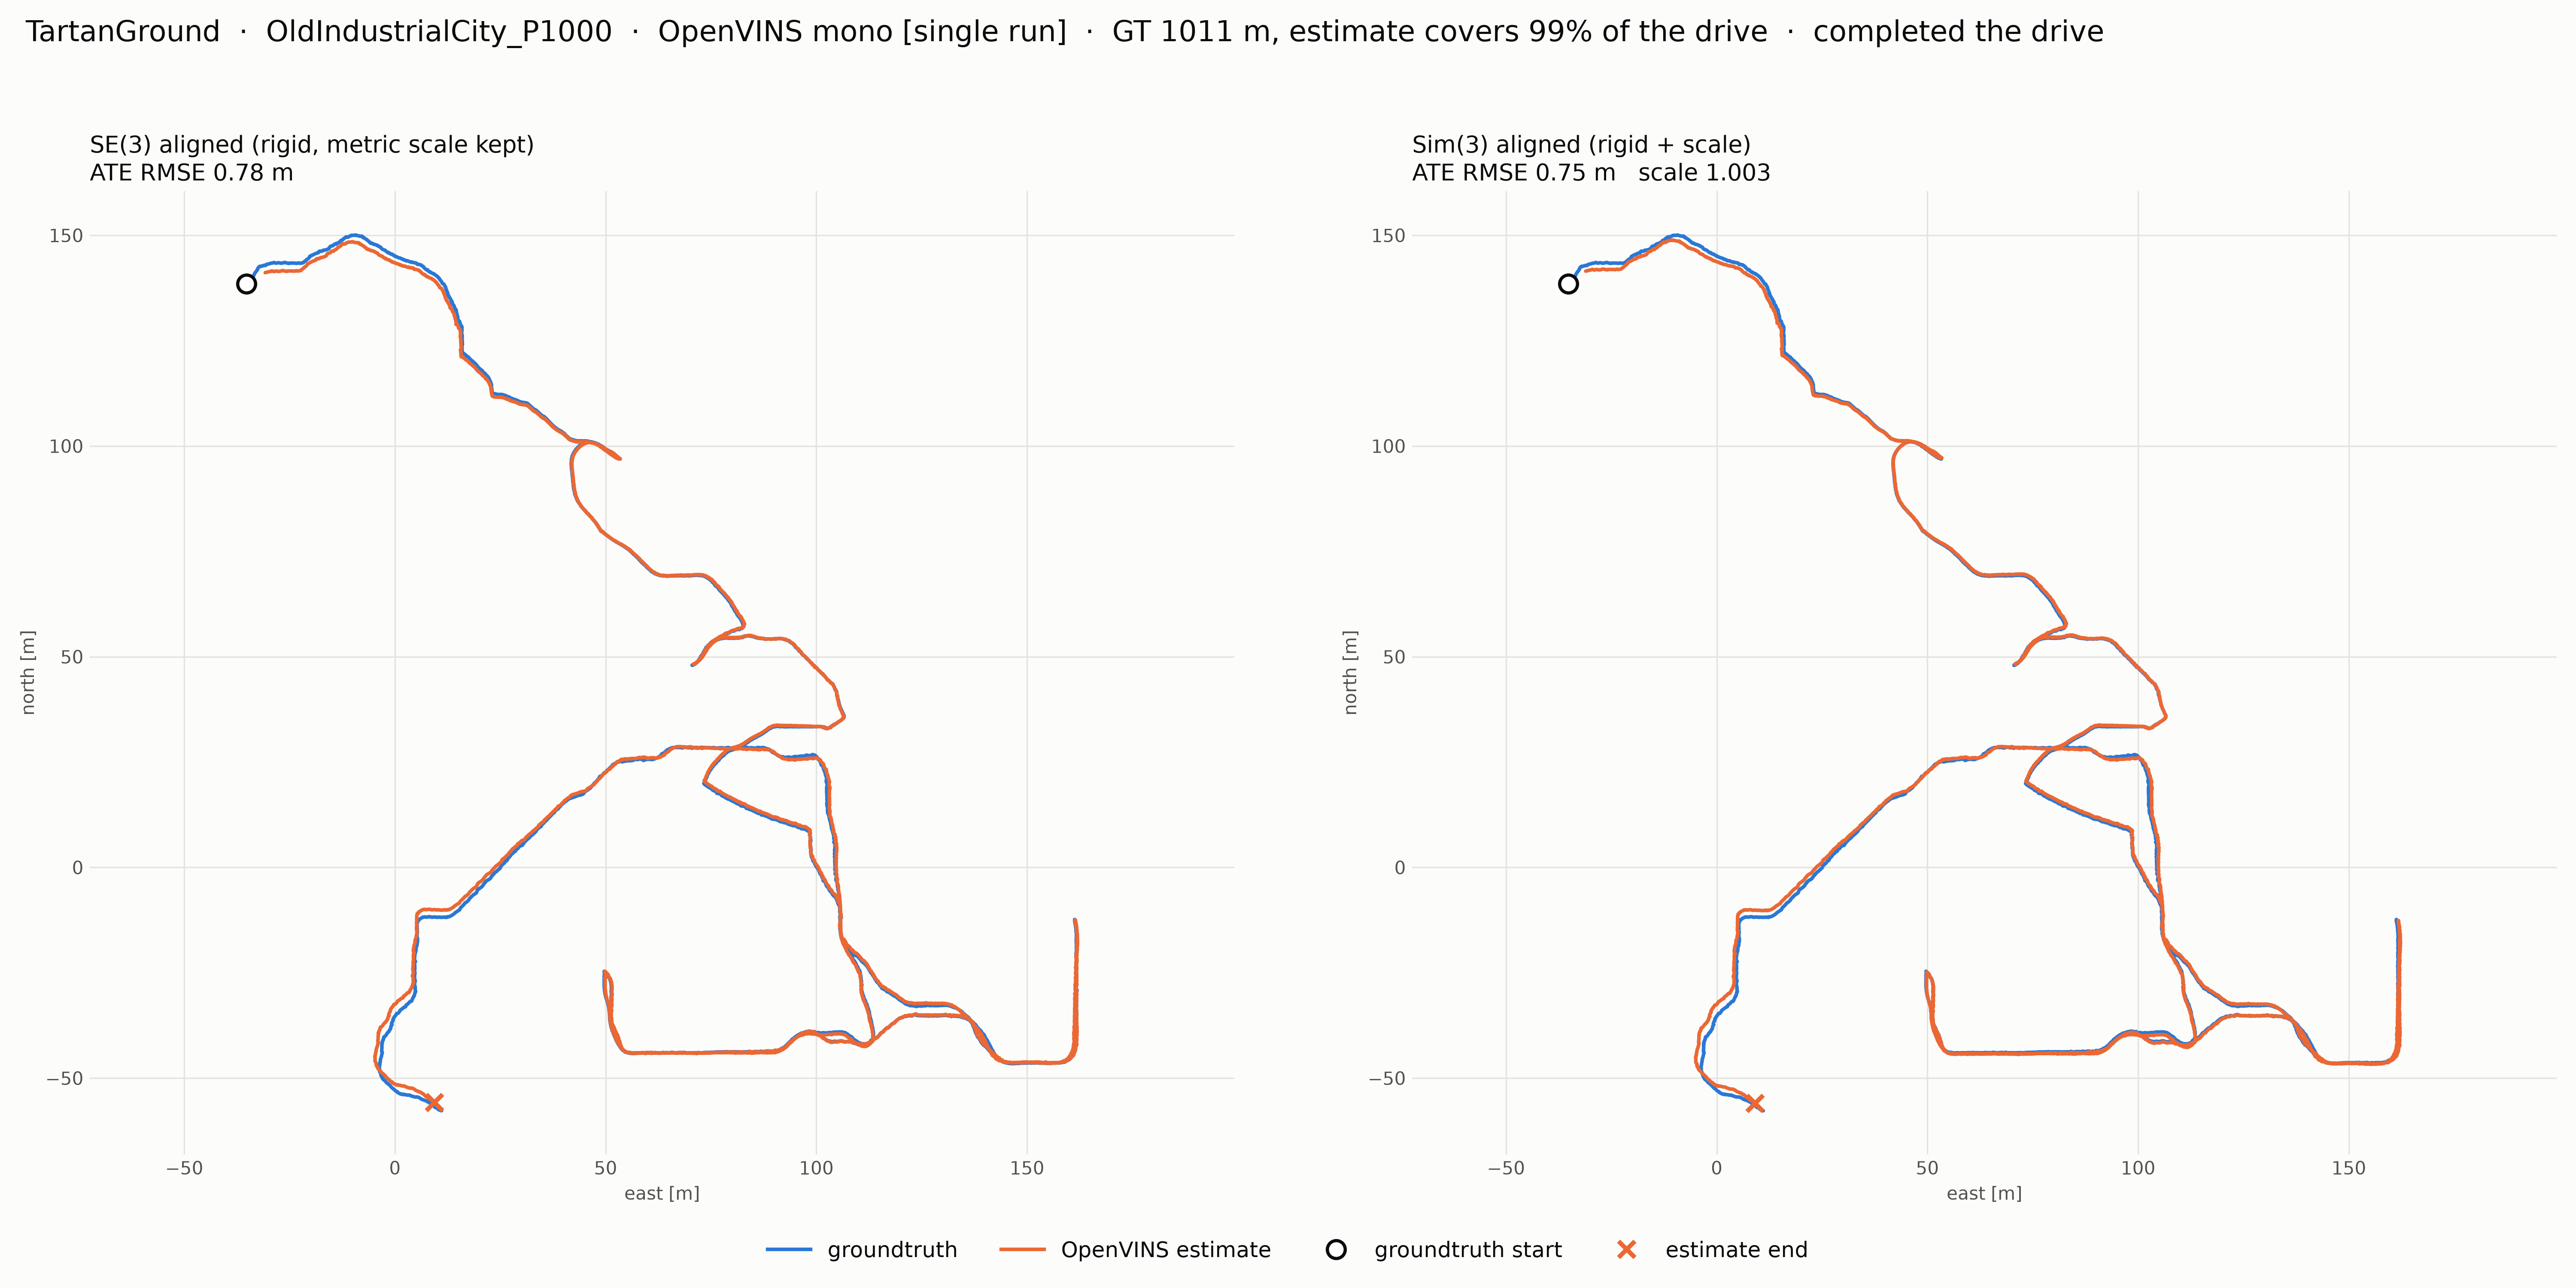 TartanGround · OldIndustrialCity_P1000 · OpenVINS mono [single run] · GT 1011 m, estimate covers 99% of the drive · completed the drive
SE(3) aligned (rigid, metric scale kept)
ATE RMSE 0.78 m
150
100
50
0
−50
north [m]
−50
0
50
100
150
east [m]
Sim(3) aligned (rigid + scale)
ATE RMSE 0.75 m   scale 1.003
150
100
50
0
−50
north [m]
−50
0
50
100
150
east [m]
groundtruth
OpenVINS estimate
groundtruth start
estimate end